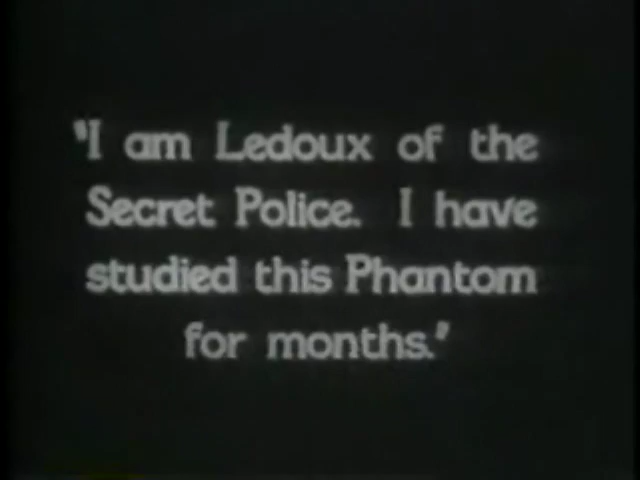 "I am Ledoux of the
Secret Police. I have
studied this Phantom
for months."